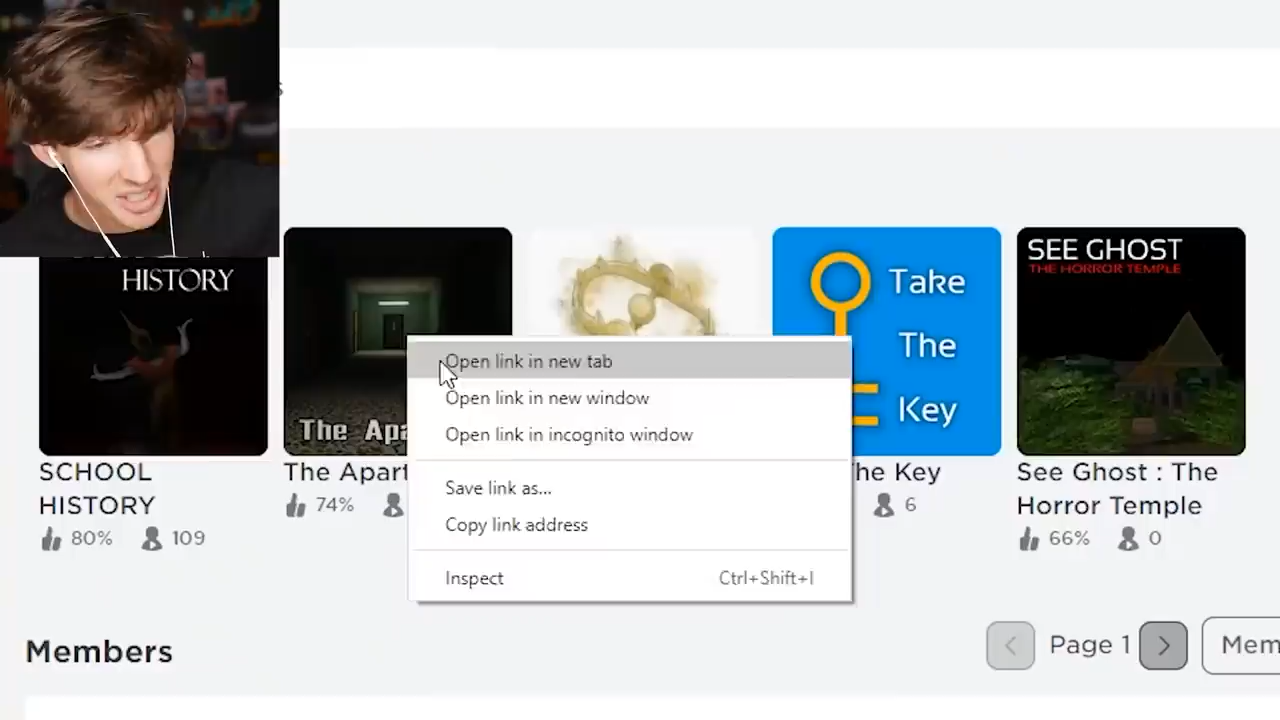 HISTORY
The Apa
Take
The
Key
SEE GHOST
THE HORROR TEMPLE
Open link in new tab
Open link in new window
Open link in incognito window
Save link as...
Copy link address
Inspect Ctrl+Shift+I
SCHOOL
HISTORY
80% 109
The Apart
74%
he Key
6
See Ghost : The
Horror Temple
66% 0
Members
Page 1
Mem